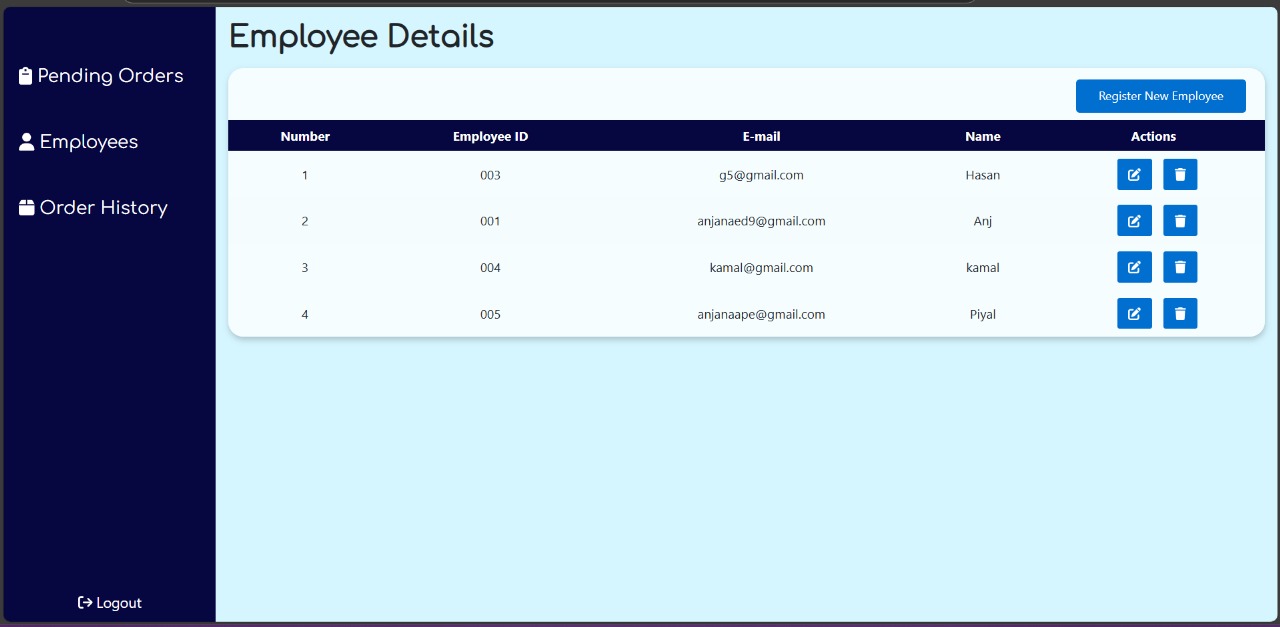 Employee Details
Pending Orders
Employees
Order History
Logout
Register New Employee
Number Employee ID E-mail Name Actions
1 003 g5@gmail.com Hasan
2 001 anjanaed9@gmail.com Anj
3 004 kamal@gmail.com kamal
4 005 anjanaape@gmail.com Piyal